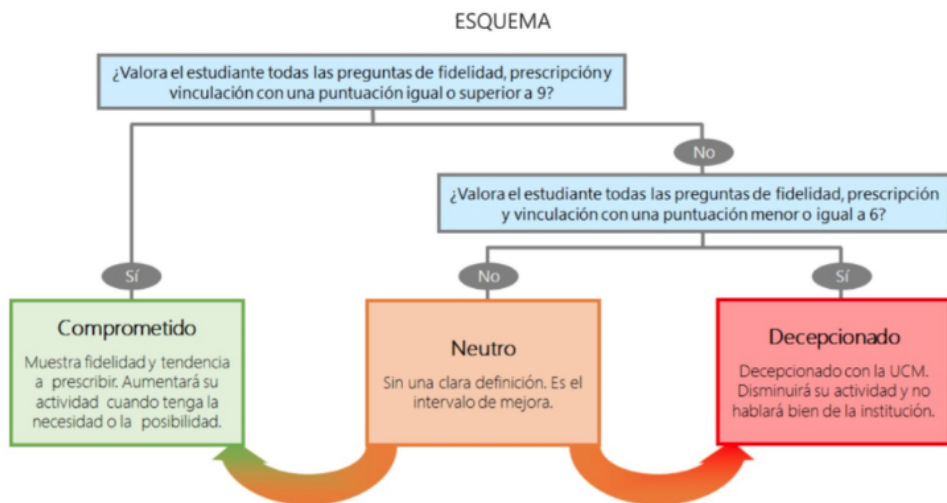 ESQUEMA
¿Valora el estudiante todas las preguntas de fidelidad, prescripción y
vinculación con una puntuación igual o superior a 9?
No
¿Valora el estudiante todas las preguntas de fidelidad, prescripción
y vinculación con una puntuación menor o igual a 6?
Sí
No
Sí
Comprometido
Muestra fidelidad y tendencia
a prescribir. Aumentará su
actividad cuando tenga la
necesidad o la posibilidad.
Neutro
Sin una clara definición. Es el
intervalo de mejora.
Decepcionado
Decepcionado con la UCM.
Disminuirá su actividad y no
hablará bien de la institución.